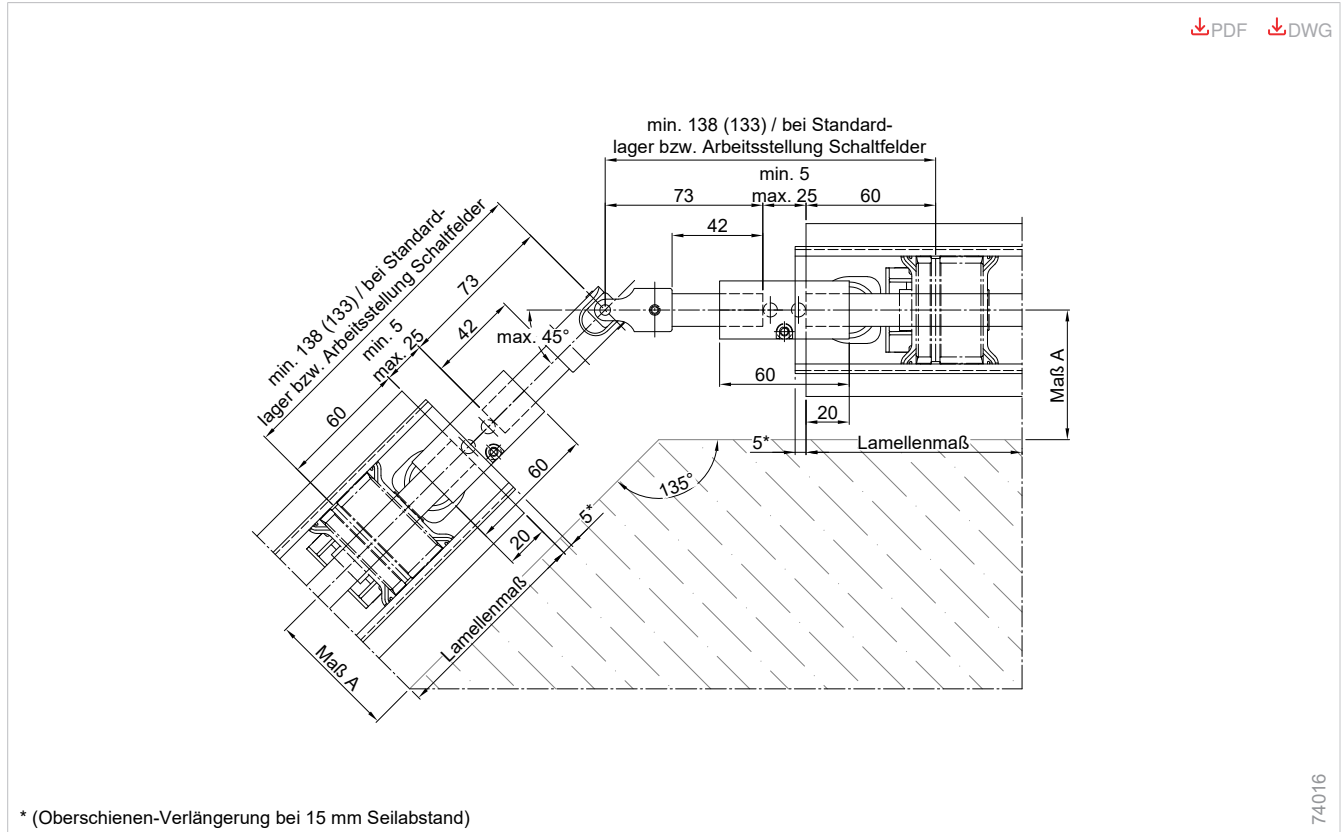 PDF DWG
min. 138 (133) / bei Standard-
lager bzw. Arbeitsstellung Schaltfelder
min. 5
73
max. 25
60
42
min. 138 (133) / bei Standard-
lager bzw. Arbeitsstellung Schaltfelder
73
min. 5
max. 25
42
60
max. 45°
60
20
Maß A
5*
Lamellenmaß
135°
60
20
5*
Lamellenmaß
Maß A
* (Oberschienen-Verlängerung bei 15 mm Seilabstand)
74016